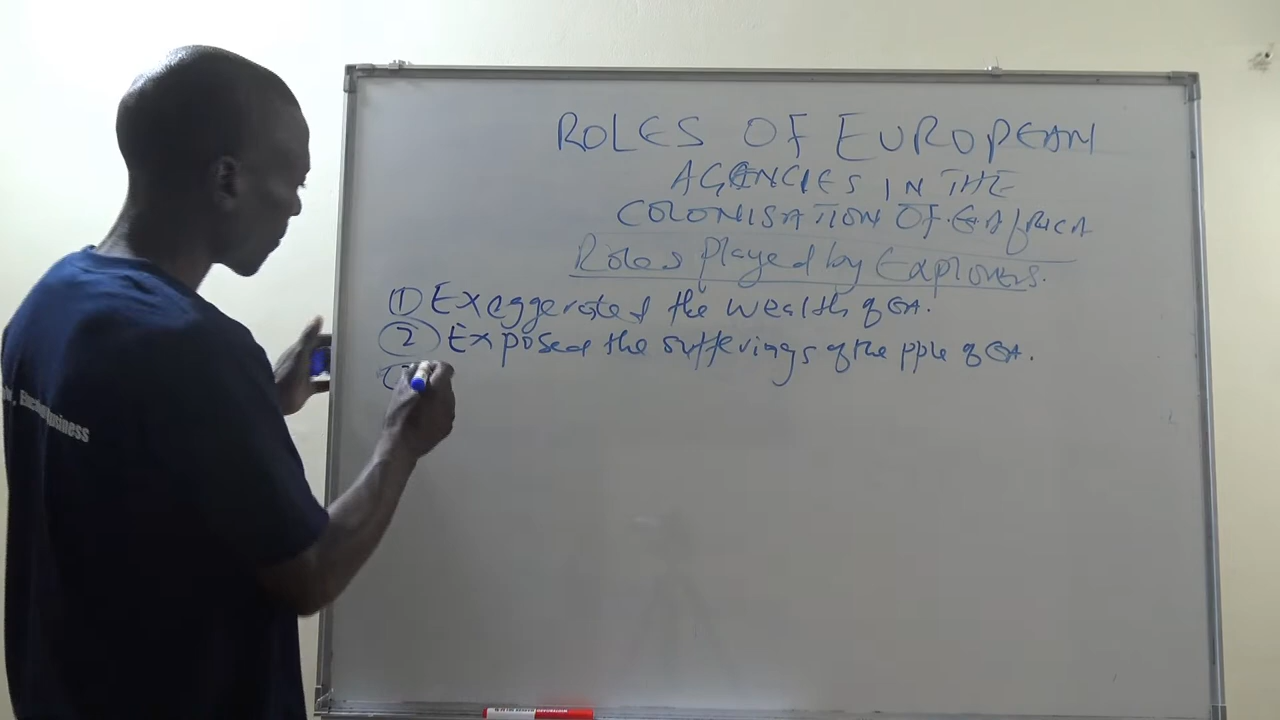 ROLES OF EUROPEAN
AGENCIES IN THE
COLONISATION OF E.AFRICA
Roles played by Explorers.
① Exaggerated the wealth of EA.
② Exposed the sufferings of the pple of EA.
usiness